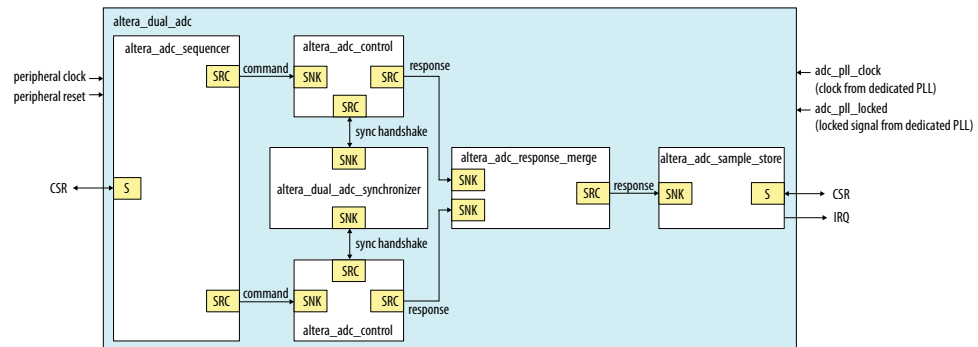 altera_dual_adc
altera_adc_sequencer
altera_adc_control
SRC
command
SNK
SRC
response
SRC
peripheral clock
peripheral reset
adc_pll_clock
(clock from dedicated PLL)
adc_pll_locked
(locked signal from dedicated PLL)
sync handshake
SNK
altera_dual_adc_synchronizer
SNK
sync handshake
altera_adc_response_merge
SNK
SNK
SRC
response
altera_adc_sample_store
SNK
S
CSR
IRQ
CSR
S
SRC
command
SRC
SNK
SRC
response
altera_adc_control